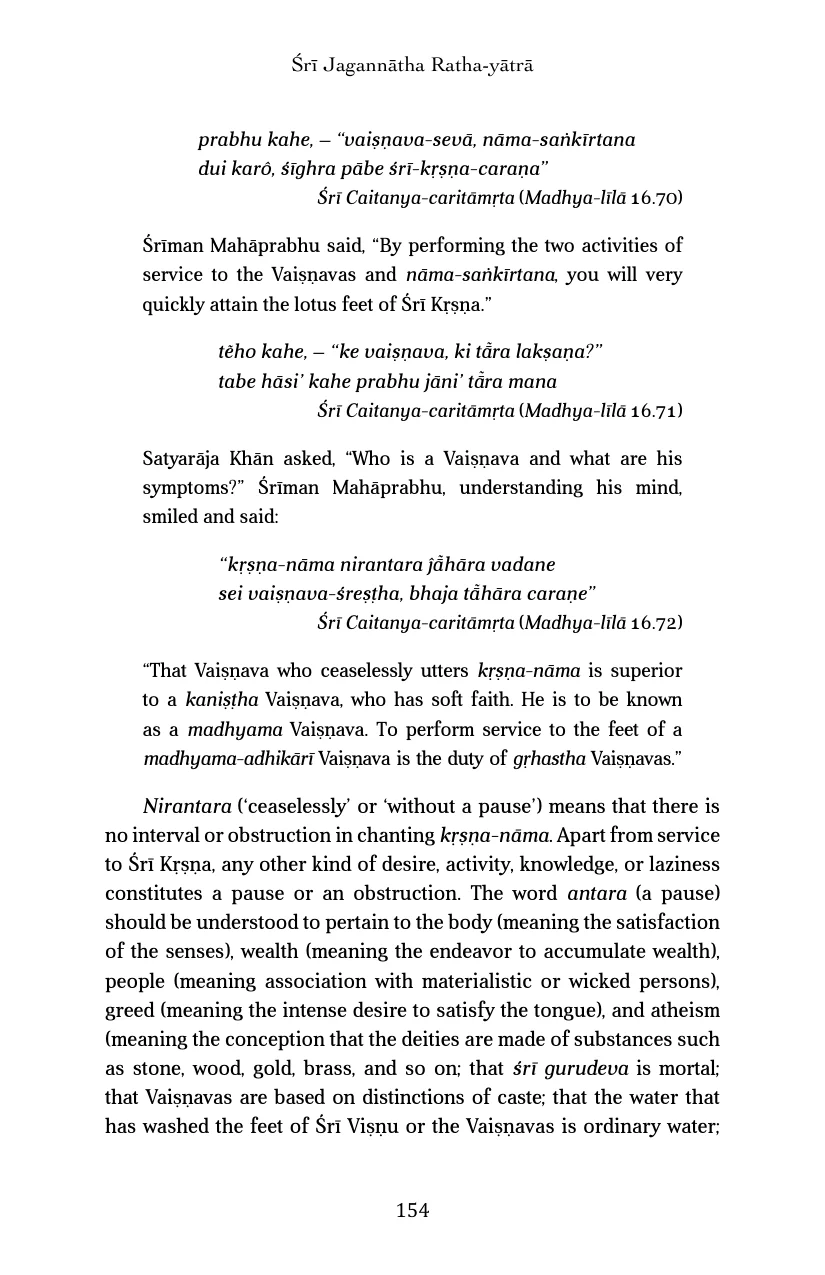 Śrī Jagannātha Ratha-yātrā
prabhu kahe, – “vaiṣṇava-sevā, nāma-saṅkīrtana
dui karô, śīghra pābe śrī-kṛṣṇa-caraṇa”
Śrī Caitanya-caritāmṛta (Madhya-līlā 16.70)
Śrīman Mahāprabhu said, “By performing the two activities of
service to the Vaiṣṇavas and nāma-saṅkīrtana, you will very
quickly attain the lotus feet of Śrī Kṛṣṇa.”
tẽho kahe, – “ke vaiṣṇava, ki tā̃ra lakṣaṇa?”
tabe hāsi’ kahe prabhu jāni’ tā̃ra mana
Śrī Caitanya-caritāmṛta (Madhya-līlā 16.71)
Satyarāja Khān asked, “Who is a Vaiṣṇava and what are his
symptoms?” Śrīman Mahāprabhu, understanding his mind,
smiled and said:
“kṛṣṇa-nāma nirantara ĵā̃hāra vadane
sei vaiṣṇava-śreṣṭha, bhaja tā̃hāra caraṇe”
Śrī Caitanya-caritāmṛta (Madhya-līlā 16.72)
“That Vaiṣṇava who ceaselessly utters kṛṣṇa-nāma is superior
to a kaniṣṭha Vaiṣṇava, who has soft faith. He is to be known
as a madhyama Vaiṣṇava. To perform service to the feet of a
madhyama-adhikārī Vaiṣṇava is the duty of gṛhastha Vaiṣṇavas.”
Nirantara (‘ceaselessly’ or ‘without a pause’) means that there is
no interval or obstruction in chanting kṛṣṇa-nāma. Apart from service
to Śrī Kṛṣṇa, any other kind of desire, activity, knowledge, or laziness
constitutes a pause or an obstruction. The word antara (a pause)
should be understood to pertain to the body (meaning the satisfaction
of the senses), wealth (meaning the endeavor to accumulate wealth),
people (meaning association with materialistic or wicked persons),
greed (meaning the intense desire to satisfy the tongue), and atheism
(meaning the conception that the deities are made of substances such
as stone, wood, gold, brass, and so on; that śrī gurudeva is mortal;
that Vaiṣṇavas are based on distinctions of caste; that the water that
has washed the feet of Śrī Viṣṇu or the Vaiṣṇavas is ordinary water;
154